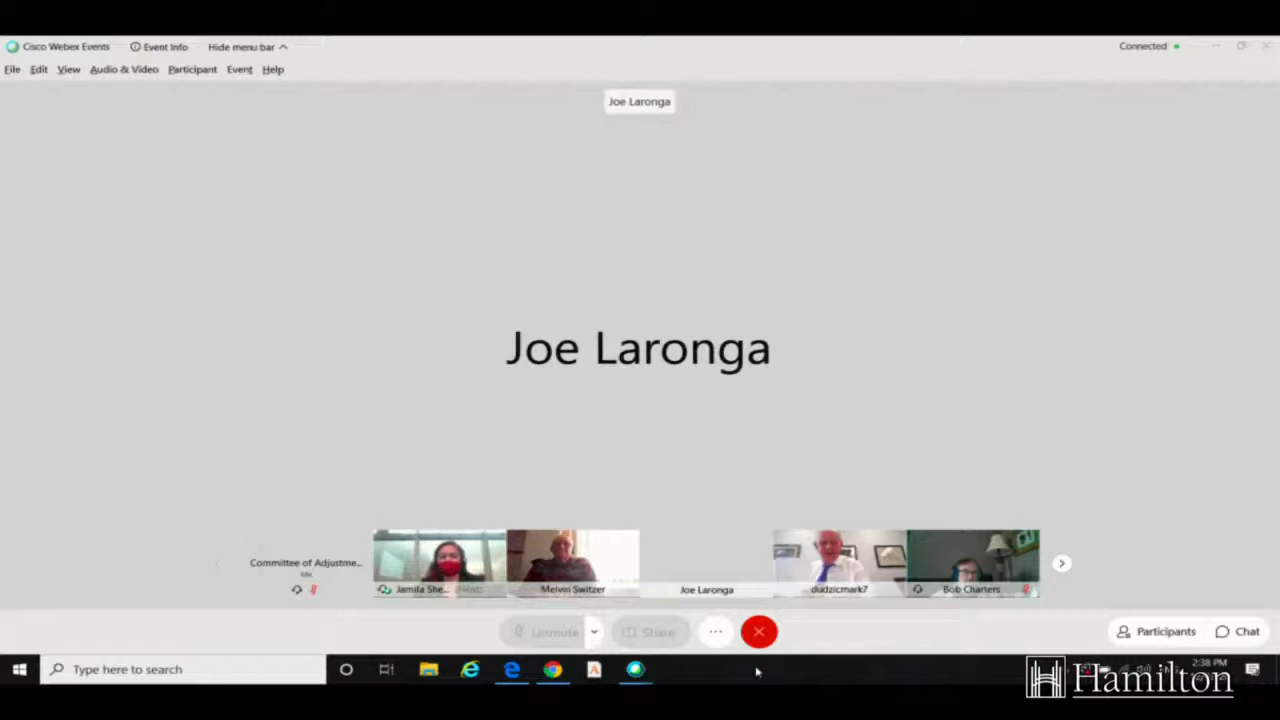 Cisco Webex Events Event Info Hide menu bar Connected
File Edit View Audio & Video Participant Event Help
Joe Laronga
Joe Laronga
Committee of Adjustme...
Jamila She... Melvin Switzer Joe Laronga dudzicmark7 Bob Charters
Unmute Share ... Participants Chat
Type here to search 2:38 PM
Hamilton